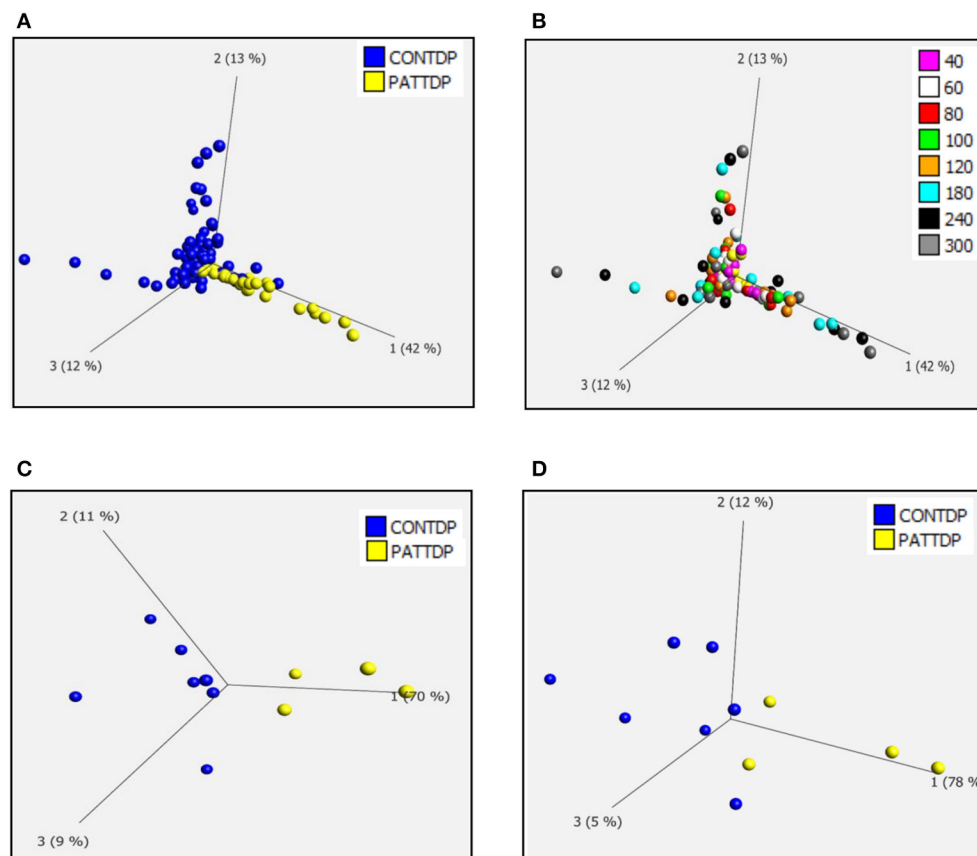 A
B
2 (13 %)
CONTDP
PATTDP
3 (12 %)
1 (42 %)
2 (13 %)
40
60
80
100
120
180
240
300
3 (12 %)
1 (42 %)
C
D
2 (11 %)
CONTDP
PATTDP
1 (70 %)
3 (9 %)
2 (12 %)
CONTDP
PATTDP
1 (78 %
3 (5 %)